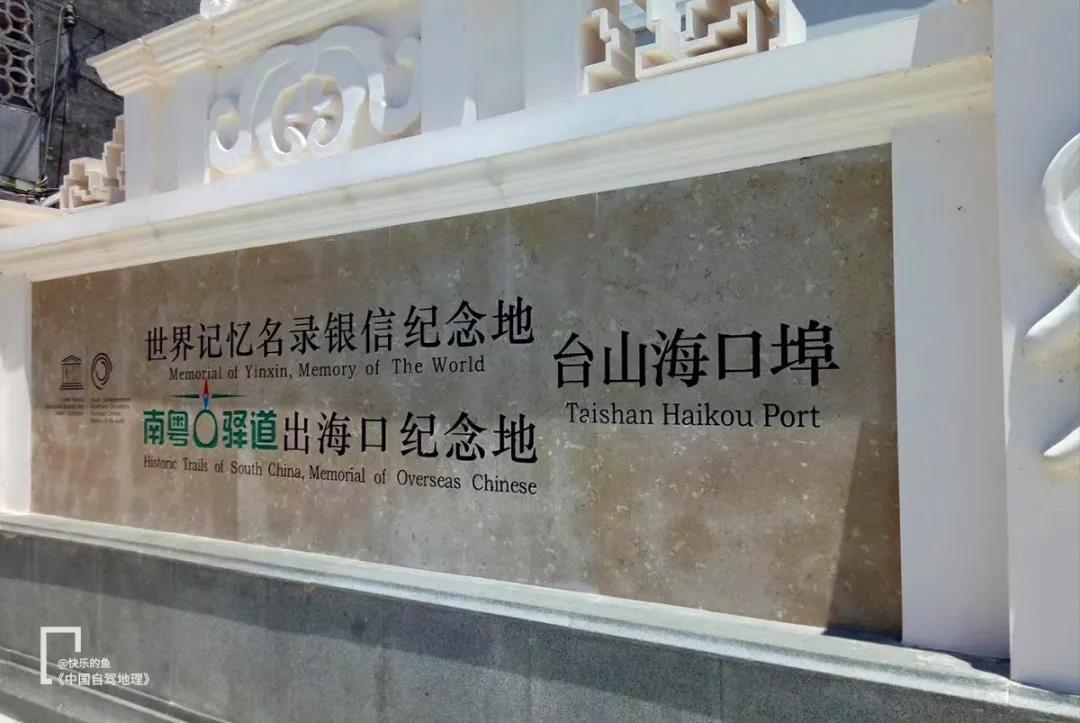 世界记忆名录银信纪念地
Memorial of Yinxin, Memory of The World
南粤古驿道出海口纪念地
Historic Trails of South China, Memorial of Overseas Chinese
台山海口埠
Taishan Haikou Port
@快乐的鱼
《中国自驾地理》